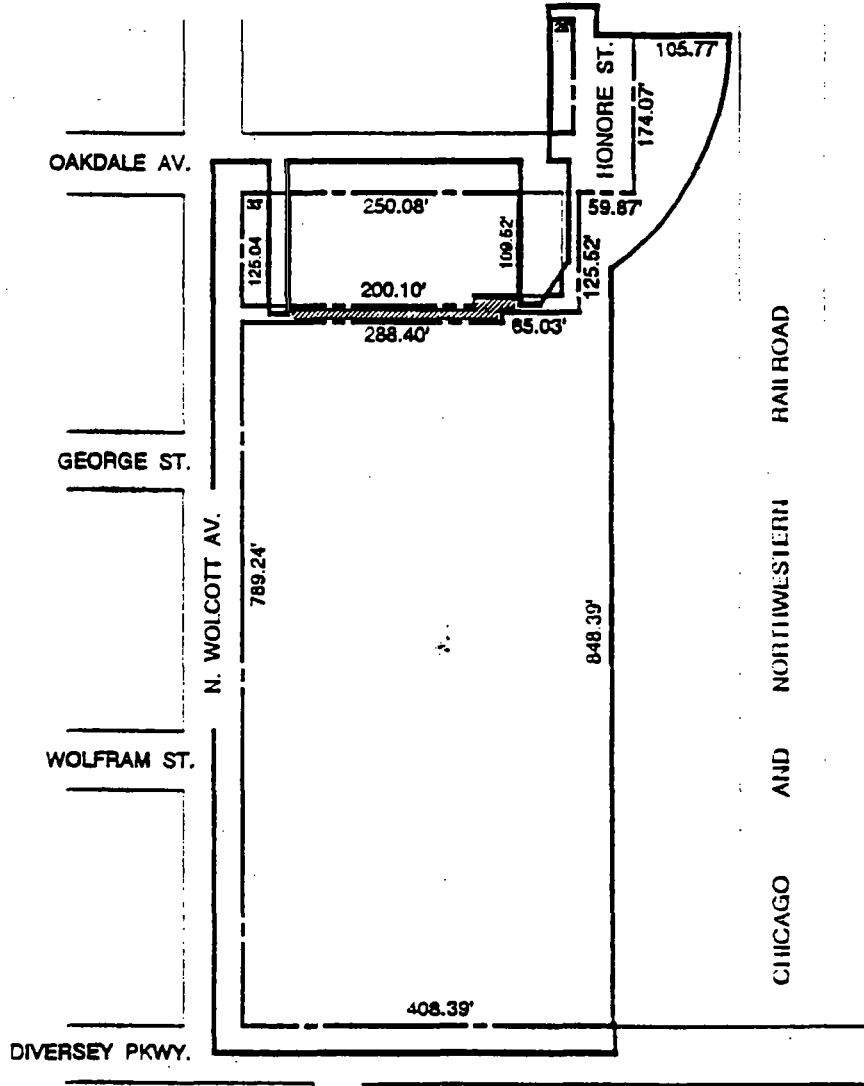 105.77'
HONORE ST.
174.07'
OAKDALE AV.
250.08'
59.87'
125.04
109.52'
125.52'
200.10'
288.40'
65.03'
GEORGE ST.
N. WOLCOTT AV.
789.24'
848.39'
WOLFRAM ST.
CHICAGO AND NORTHWESTERN RAILROAD
408.39'
DIVERSEY PKWY.